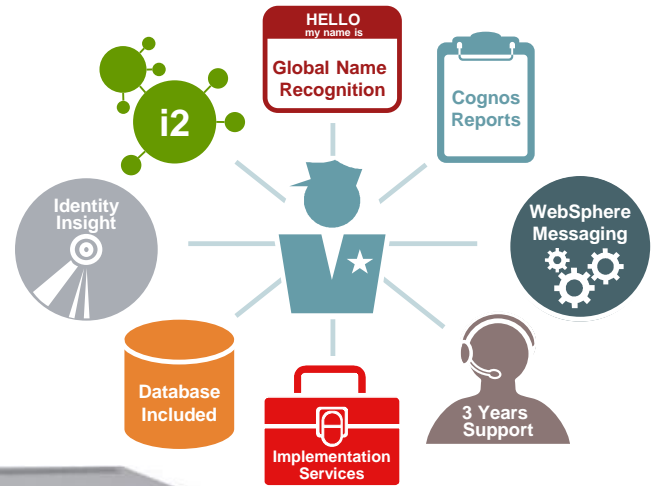 HELLO
my name is
Global Name
Recognition
i2
Cognos
Reports
Identity
Insight
WebSphere
Messaging
Database
Included
3 Years
Support
Implementation
Services